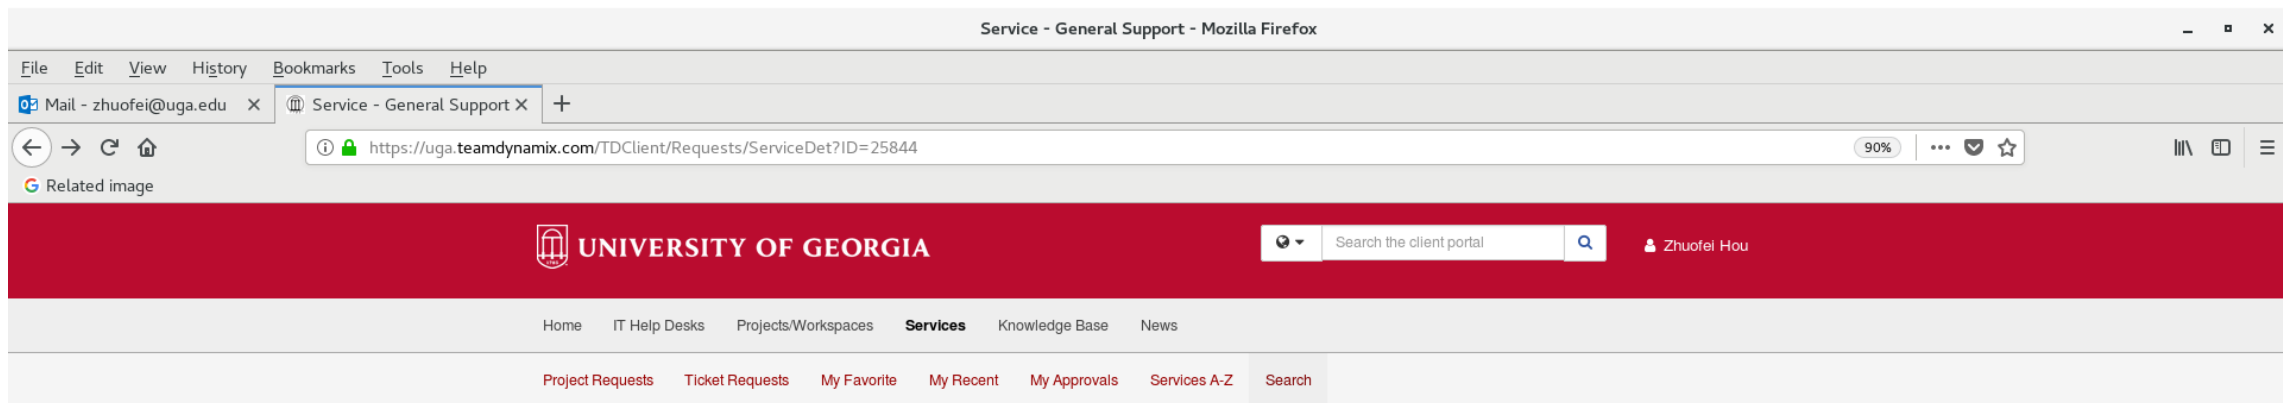 Service - General Support - Mozilla Firefox
File Edit View History Bookmarks Tools Help
Mail - zhuofei@uga.edu Service - General Support
https://uga.teamdynamix.com/TDClient/Requests/ServiceDet?ID=25844 90%
Related image
UNIVERSITY OF GEORGIA Search the client portal Zhuofei Hou
Home IT Help Desks Projects/Workspaces Services Knowledge Base News
Project Requests Ticket Requests My Favorite My Recent My Approvals Services A-Z Search